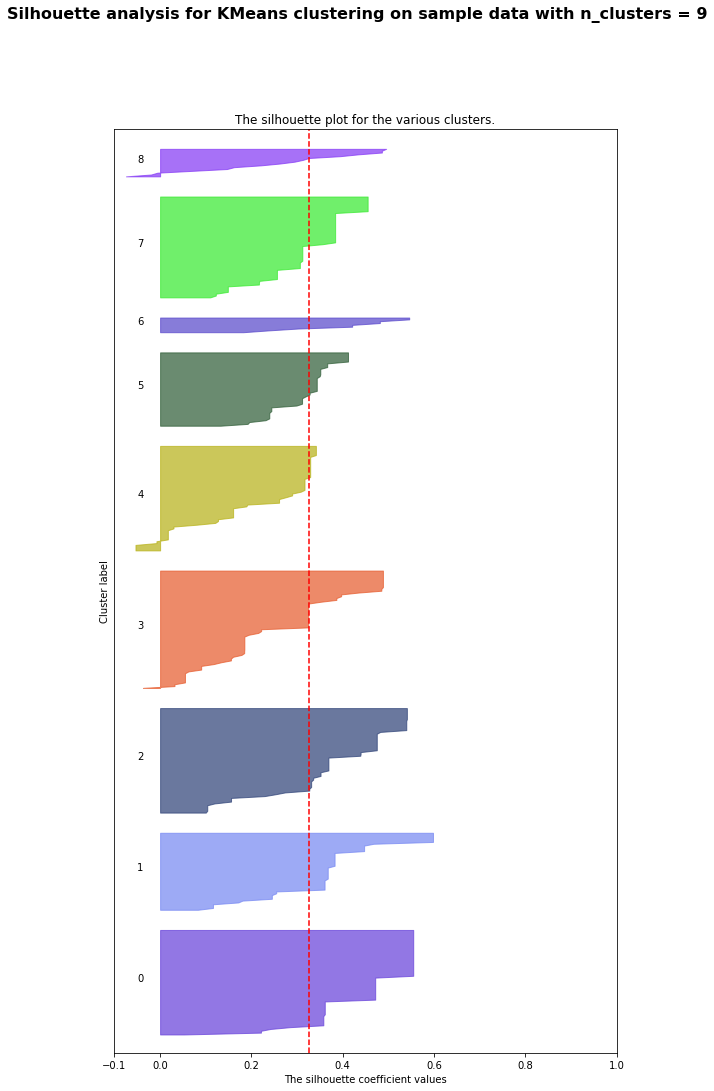 Silhouette analysis for KMeans clustering on sample data with n_clusters = 9
The silhouette plot for the various clusters.
8
7
6
5
4
3
2
1
0
Cluster label
−0.1 0.0 0.2 0.4 0.6 0.8 1.0
The silhouette coefficient values